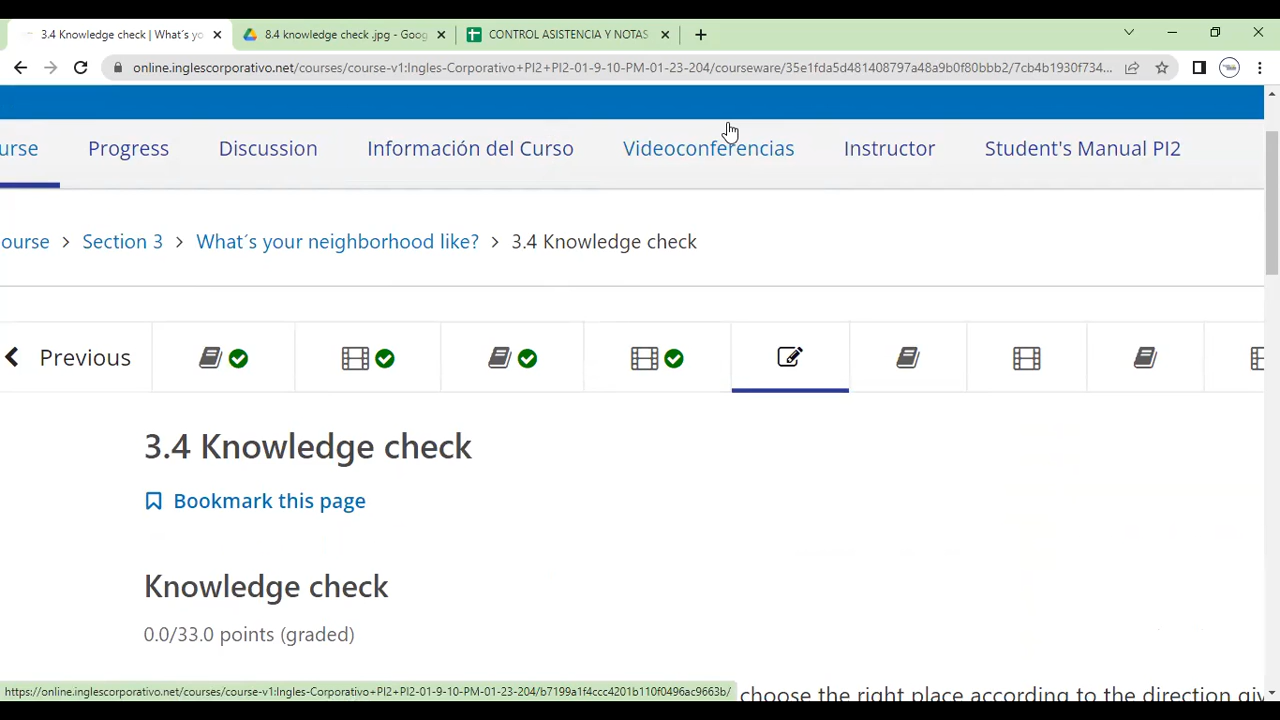 3.4 Knowledge check | What´s yo
8.4 knowledge check .jpg - Goog
CONTROL ASISTENCIA Y NOTAS
online.inglescorporativo.net/courses/course-v1:Ingles-Corporativo+PI2+PI2-01-9-10-PM-01-23-204/courseware/35e1fda5d481408797a48a9b0f80bbb2/7cb4b1930f734...
urse Progress Discussion Información del Curso Videoconferencias Instructor Student's Manual PI2
ourse > Section 3 > What´s your neighborhood like? > 3.4 Knowledge check
Previous
3.4 Knowledge check
Bookmark this page
Knowledge check
0.0/33.0 points (graded)
https://online.inglescorporativo.net/courses/course-v1:Ingles-Corporativo+PI2+PI2-01-9-10-PM-01-23-204/b7199a1f4ccc4201b110f0496ac9663b/
choose the right place according to the direction giv